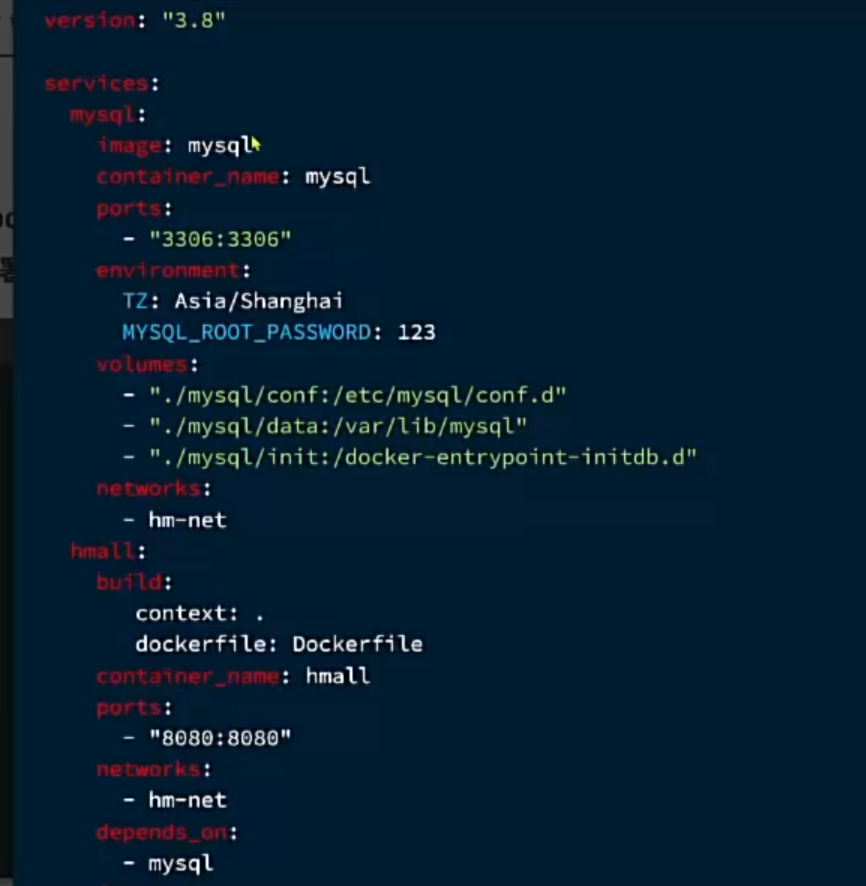 version: "3.8"
services:
  mysql:
    image: mysql
    container_name: mysql
    ports:
      - "3306:3306"
    environment:
      TZ: Asia/Shanghai
      MYSQL_ROOT_PASSWORD: 123
    volumes:
      - "./mysql/conf:/etc/mysql/conf.d"
      - "./mysql/data:/var/lib/mysql"
      - "./mysql/init:/docker-entrypoint-initdb.d"
    networks:
      - hm-net
  hmall:
    build:
       context: .
       dockerfile: Dockerfile
    container_name: hmall
    ports:
      - "8080:8080"
    networks:
      - hm-net
    depends_on:
      - mysql